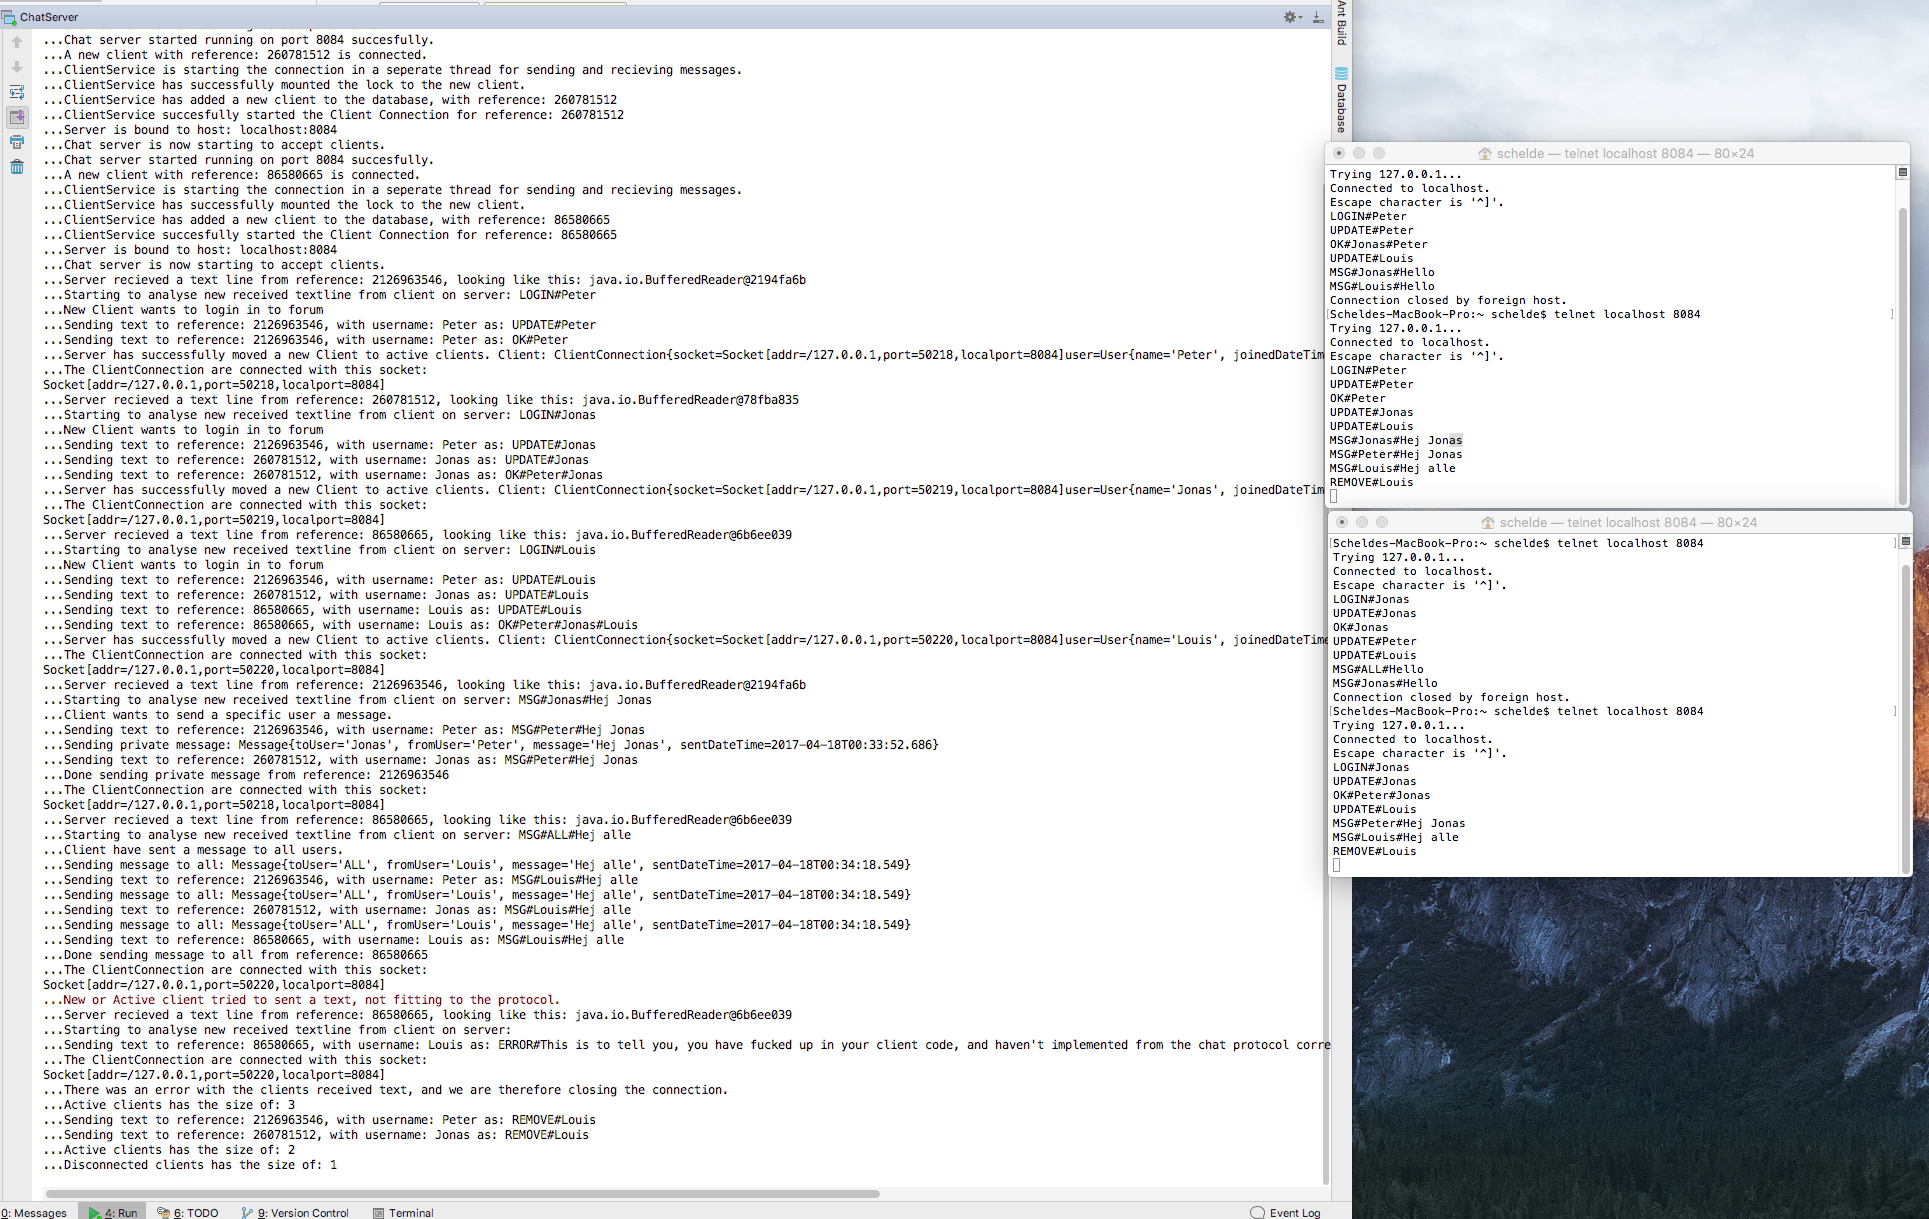 ChatServer
...Chat server started running on port 8084 succesfully.
...A new client with reference: 260781512 is connected.
...ClientService is starting the connection in a seperate thread for sending and recieving messages.
...ClientService has successfully mounted the lock to the new client.
...ClientService has added a new client to the database, with reference: 260781512
...ClientService succesfully started the Client Connection for reference: 260781512
...Server is bound to host: localhost:8084
...Chat server is now starting to accept clients.
...Chat server started running on port 8084 succesfully.
...A new client with reference: 86580665 is connected.
...ClientService is starting the connection in a seperate thread for sending and recieving messages.
...ClientService has successfully mounted the lock to the new client.
...ClientService has added a new client to the database, with reference: 86580665
...ClientService succesfully started the Client Connection for reference: 86580665
...Server is bound to host: localhost:8084
...Chat server is now starting to accept clients.
...Server recieved a text line from reference: 2126963546, looking like this: java.io.BufferedReader@2194fa6b
...Starting to analyse new received textline from client on server: LOGIN#Peter
...New Client wants to login in to forum
...Sending text to reference: 2126963546, with username: Peter as: UPDATE#Peter
...Sending text to reference: 2126963546, with username: Peter as: OK#Peter
...Server has successfully moved a new Client to active clients. Client: ClientConnection{socket=Socket[addr=/127.0.0.1,port=50218,localport=8084]user=User{name='Peter', joinedDateTim
...The ClientConnection are connected with this socket:
Socket[addr=/127.0.0.1,port=50218,localport=8084]
...Server recieved a text line from reference: 260781512, looking like this: java.io.BufferedReader@78fba835
...Starting to analyse new received textline from client on server: LOGIN#Jonas
...New Client wants to login in to forum
...Sending text to reference: 2126963546, with username: Peter as: UPDATE#Jonas
...Sending text to reference: 260781512, with username: Jonas as: UPDATE#Jonas
...Sending text to reference: 260781512, with username: Jonas as: OK#Peter#Jonas
...Server has successfully moved a new Client to active clients. Client: ClientConnection{socket=Socket[addr=/127.0.0.1,port=50219,localport=8084]user=User{name='Jonas', joinedDateTim
...The ClientConnection are connected with this socket:
Socket[addr=/127.0.0.1,port=50219,localport=8084]
...Server recieved a text line from reference: 86580665, looking like this: java.io.BufferedReader@6b6ee039
...Starting to analyse new received textline from client on server: LOGIN#Louis
...New Client wants to login in to forum
...Sending text to reference: 2126963546, with username: Peter as: UPDATE#Louis
...Sending text to reference: 260781512, with username: Jonas as: UPDATE#Louis
...Sending text to reference: 86580665, with username: Louis as: UPDATE#Louis
...Sending text to reference: 86580665, with username: Louis as: OK#Peter#Jonas#Louis
...Server has successfully moved a new Client to active clients. Client: ClientConnection{socket=Socket[addr=/127.0.0.1,port=50220,localport=8084]user=User{name='Louis', joinedDateTime
...The ClientConnection are connected with this socket:
Socket[addr=/127.0.0.1,port=50220,localport=8084]
...Server recieved a text line from reference: 2126963546, looking like this: java.io.BufferedReader@2194fa6b
...Starting to analyse new received textline from client on server: MSG#Jonas#Hej Jonas
...Client wants to send a specific user a message.
...Sending text to reference: 2126963546, with username: Peter as: MSG#Peter#Hej Jonas
...Sending private message: Message{toUser='Jonas', fromUser='Peter', message='Hej Jonas', sentDateTime=2017-04-18T00:33:52.686}
...Sending text to reference: 260781512, with username: Jonas as: MSG#Peter#Hej Jonas
...Done sending private message from reference: 2126963546
...The ClientConnection are connected with this socket:
Socket[addr=/127.0.0.1,port=50218,localport=8084]
...Server recieved a text line from reference: 86580665, looking like this: java.io.BufferedReader@6b6ee039
...Starting to analyse new received textline from client on server: MSG#ALL#Hej alle
...Client have sent a message to all users.
...Sending message to all: Message{toUser='ALL', fromUser='Louis', message='Hej alle', sentDateTime=2017-04-18T00:34:18.549}
...Sending text to reference: 2126963546, with username: Peter as: MSG#Louis#Hej alle
...Sending message to all: Message{toUser='ALL', fromUser='Louis', message='Hej alle', sentDateTime=2017-04-18T00:34:18.549}
...Sending text to reference: 260781512, with username: Jonas as: MSG#Louis#Hej alle
...Sending message to all: Message{toUser='ALL', fromUser='Louis', message='Hej alle', sentDateTime=2017-04-18T00:34:18.549}
...Sending text to reference: 86580665, with username: Louis as: MSG#Louis#Hej alle
...Done sending message to all from reference: 86580665
...The ClientConnection are connected with this socket:
Socket[addr=/127.0.0.1,port=50220,localport=8084]
...New or Active client tried to sent a text, not fitting to the protocol.
...Server recieved a text line from reference: 86580665, looking like this: java.io.BufferedReader@6b6ee039
...Starting to analyse new received textline from client on server:
...Sending text to reference: 86580665, with username: Louis as: ERROR#This is to tell you, you have fucked up in your client code, and haven't implemented from the chat protocol corre
...The ClientConnection are connected with this socket:
Socket[addr=/127.0.0.1,port=50220,localport=8084]
...There was an error with the clients received text, and we are therefore closing the connection.
...Active clients has the size of: 3
...Sending text to reference: 2126963546, with username: Peter as: REMOVE#Louis
...Sending text to reference: 260781512, with username: Jonas as: REMOVE#Louis
...Active clients has the size of: 2
...Disconnected clients has the size of: 1
0: Messages
4: Run
6: TODO
9: Version Control
Terminal
Event Log
Ant Build
Database
schelde — telnet localhost 8084 — 80×24
Trying 127.0.0.1...
Connected to localhost.
Escape character is '^]'.
LOGIN#Peter
UPDATE#Peter
OK#Jonas#Peter
UPDATE#Louis
MSG#Jonas#Hello
MSG#Louis#Hello
Connection closed by foreign host.
[Scheldes-MacBook-Pro:~ schelde$ telnet localhost 8084 ]
Trying 127.0.0.1...
Connected to localhost.
Escape character is '^]'.
LOGIN#Peter
UPDATE#Peter
OK#Peter
UPDATE#Jonas
UPDATE#Louis
MSG#Jonas#Hej Jonas
MSG#Peter#Hej Jonas
MSG#Louis#Hej alle
REMOVE#Louis
schelde — telnet localhost 8084 — 80×24
[Scheldes-MacBook-Pro:~ schelde$ telnet localhost 8084 ]
Trying 127.0.0.1...
Connected to localhost.
Escape character is '^]'.
LOGIN#Jonas
UPDATE#Jonas
OK#Jonas
UPDATE#Peter
UPDATE#Louis
MSG#ALL#Hello
MSG#Jonas#Hello
Connection closed by foreign host.
[Scheldes-MacBook-Pro:~ schelde$ telnet localhost 8084 ]
Trying 127.0.0.1...
Connected to localhost.
Escape character is '^]'.
LOGIN#Jonas
UPDATE#Jonas
OK#Peter#Jonas
UPDATE#Louis
MSG#Peter#Hej Jonas
MSG#Louis#Hej alle
REMOVE#Louis